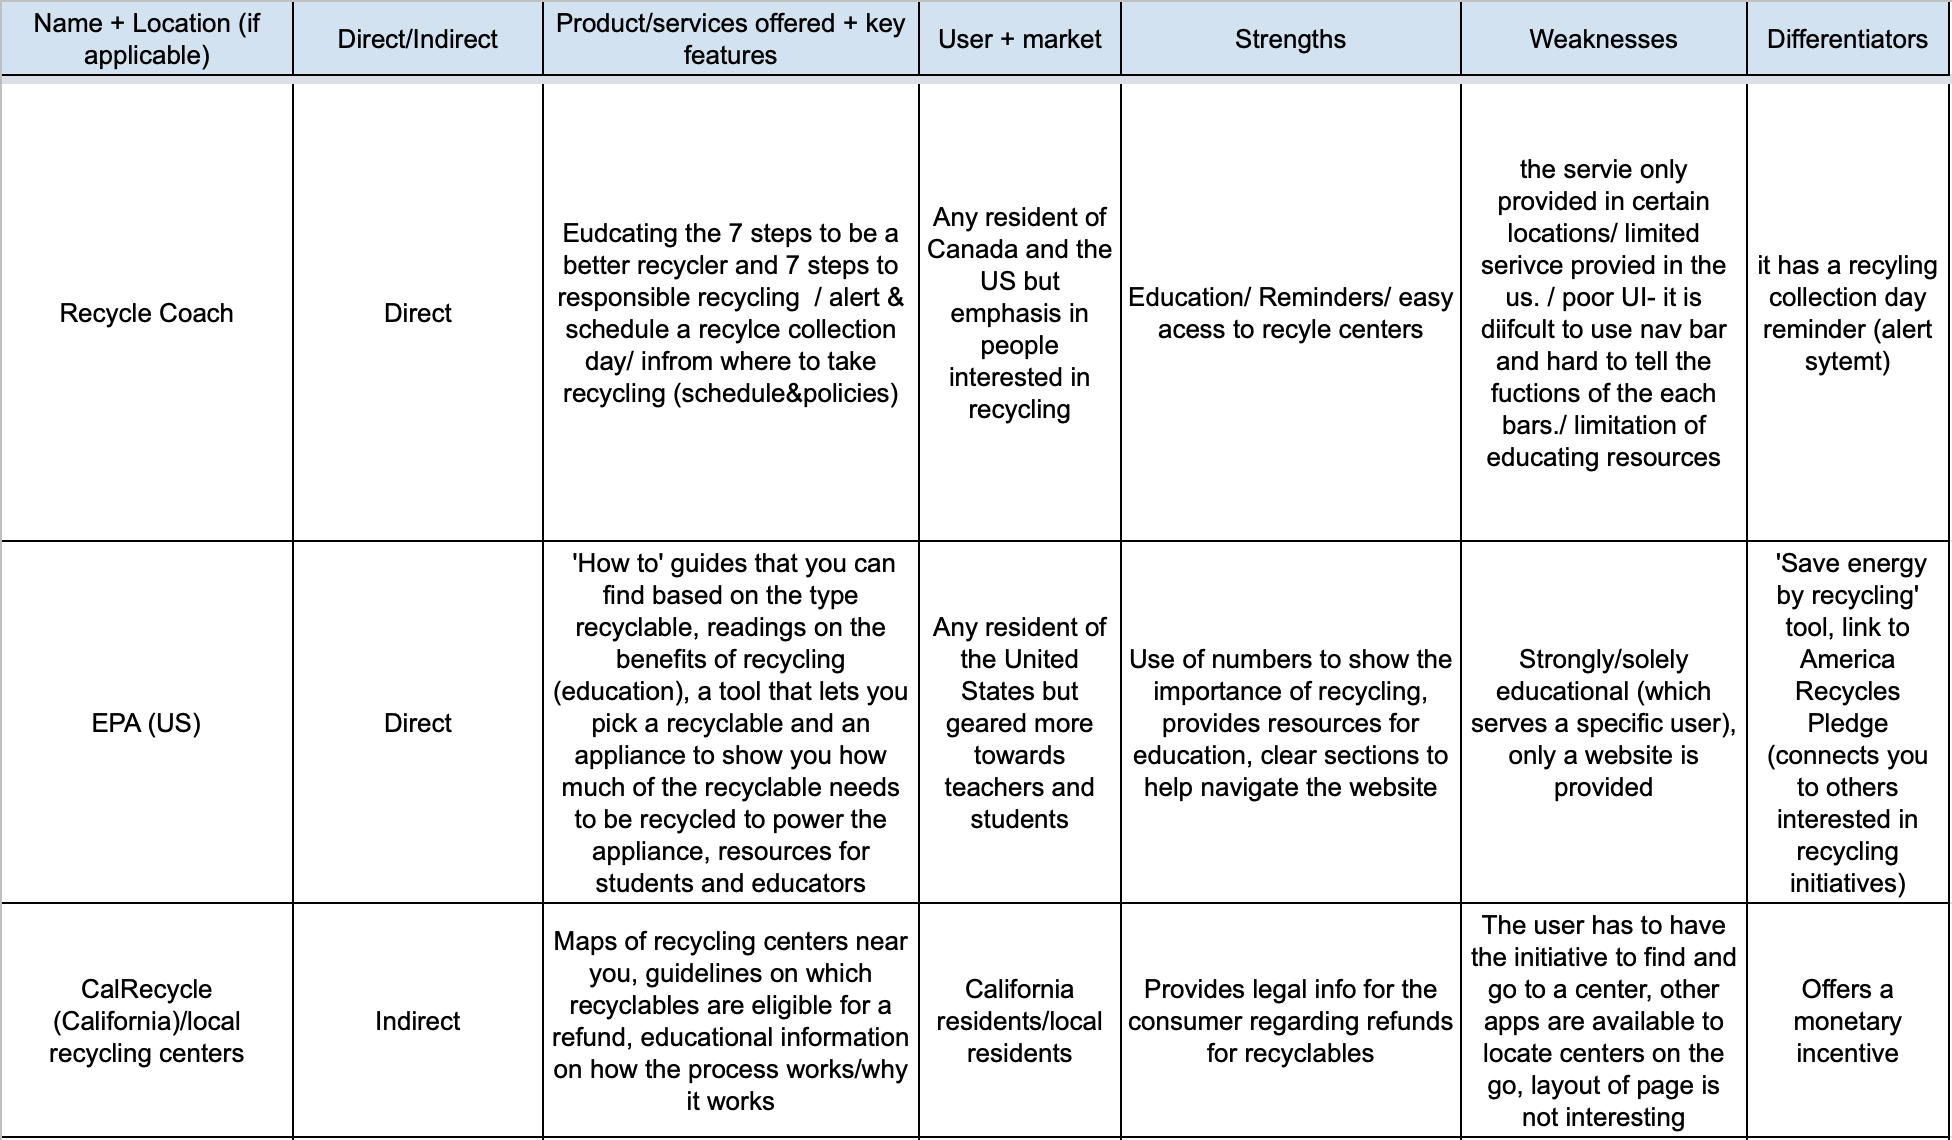 Name + Location (if
applicable)
Direct/Indirect
Product/services offered + key
features
User + market
Strengths
Weaknesses
Differentiators
Recycle Coach
Direct
Eudcating the 7 steps to be a
better recycler and 7 steps to
responsible recycling  / alert &
schedule a recylce collection
day/ infrom where to take
recycling (schedule&policies)
Any resident of
Canada and the
US but
emphasis in
people
interested in
recycling
Education/ Reminders/ easy
acess to recyle centers
the servie only
provided in certain
locations/ limited
serivce provied in the
us. / poor UI- it is
diifcult to use nav bar
and hard to tell the
fuctions of the each
bars./ limitation of
educating resources
it has a recyling
collection day
reminder (alert
sytemt)
EPA (US)
Direct
'How to' guides that you can
find based on the type
recyclable, readings on the
benefits of recycling
(education), a tool that lets you
pick a recyclable and an
appliance to show you how
much of the recyclable needs
to be recycled to power the
appliance, resources for
students and educators
Any resident of
the United
States but
geared more
towards
teachers and
students
Use of numbers to show the
importance of recycling,
provides resources for
education, clear sections to
help navigate the website
Strongly/solely
educational (which
serves a specific user),
only a website is
provided
'Save energy
by recycling'
tool, link to
America
Recycles
Pledge
(connects you
to others
interested in
recycling
initiatives)
CalRecycle
(California)/local
recycling centers
Indirect
Maps of recycling centers near
you, guidelines on which
recyclables are eligible for a
refund, educational information
on how the process works/why
it works
California
residents/local
residents
Provides legal info for the
consumer regarding refunds
for recyclables
The user has to have
the initiative to find and
go to a center, other
apps are available to
locate centers on the
go, layout of page is
not interesting
Offers a
monetary
incentive